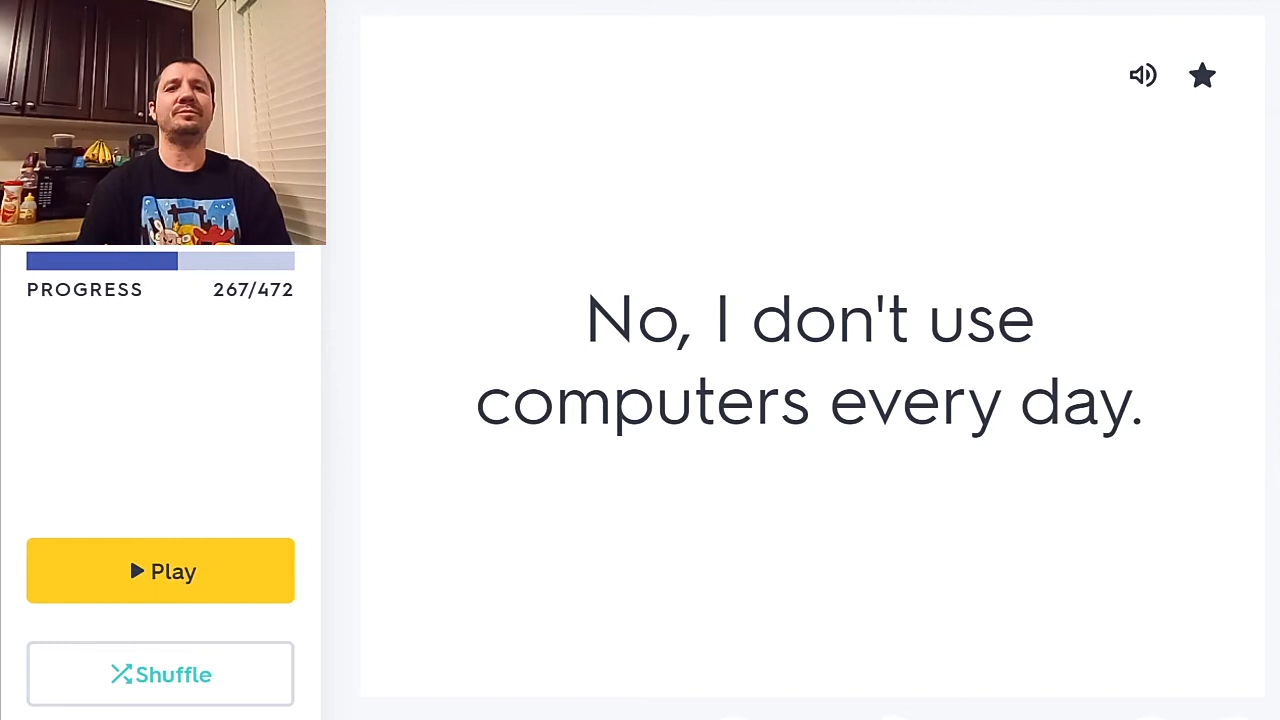 PROGRESS 267/472
Play
Shuffle
No, I don't use
computers every day.